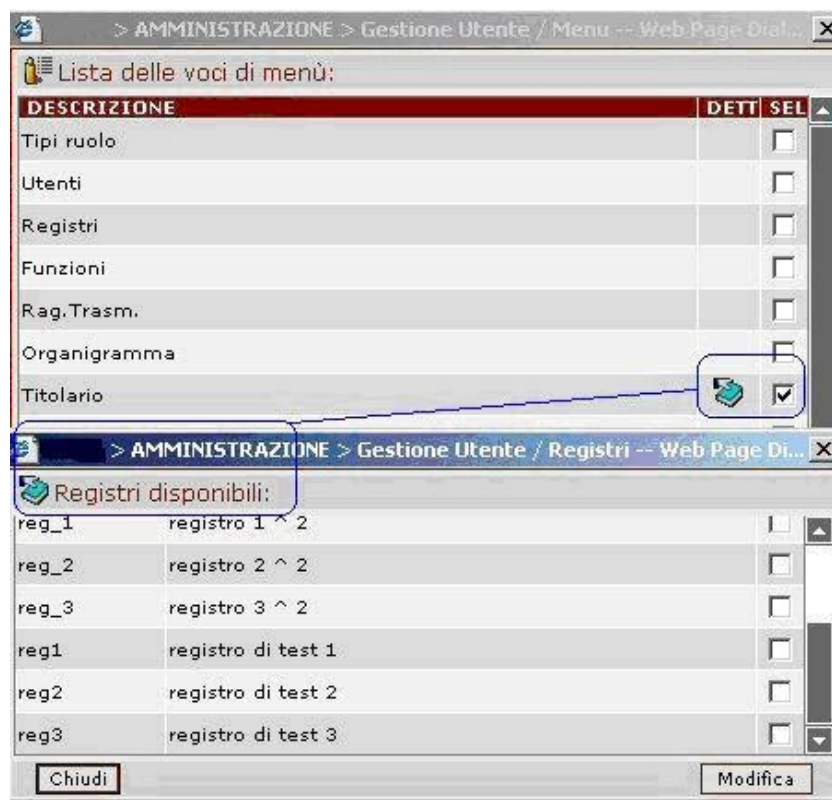 > AMMINISTRAZIONE > Gestione Utente / Menu -- Web Page Dial...
Lista delle voci di menù:
DESCRIZIONE DETT SEL
Tipi ruolo
Utenti
Registri
Funzioni
Rag.Trasm.
Organigramma
Titolario
> AMMINISTRAZIONE > Gestione Utente / Registri -- Web Page Di...
Registri disponibili:
reg_1 registro 1 ^ 2
reg_2 registro 2 ^ 2
reg_3 registro 3 ^ 2
reg1 registro di test 1
reg2 registro di test 2
reg3 registro di test 3
Chiudi Modifica